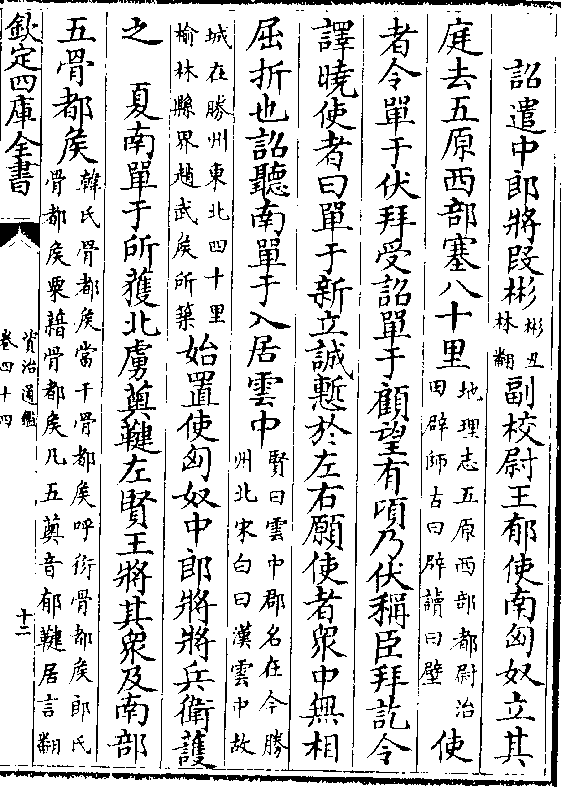 詔遣中郎將段彬彬丑林翻副校尉王郁使南匈奴立其
庭去五原西部塞八十里地理志五原西部都尉治田辟師古曰辟讀曰壁使
者令單于伏拜受詔單于顧望有頃乃伏稱臣拜訖令
譯曉使者曰單于新立誠慙於左右願使者衆中無相
屈折也詔聽南單于入居雲中賢曰雲中郡名在今勝州北宋白曰漢雲中故
城在勝州東北四十里榆林縣界趙武侯所築始置使匈奴中郎將將兵衛護
之 夏南單于所獲北虜薁鞬左賢王將其衆及南部
五骨都侯韓氏骨都侯當于骨都侯呼衍骨都侯郎氏骨都侯粟藉骨都侯凡五薁音郁鞬居言翻
欽定四庫全書
資治通鑑
卷四十四
十二